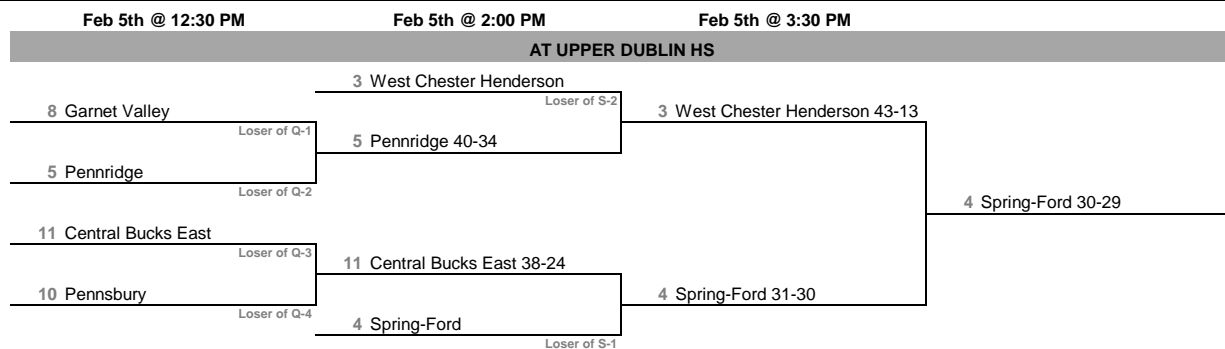 Feb 5th @ 12:30 PM Feb 5th @ 2:00 PM Feb 5th @ 3:30 PM
AT UPPER DUBLIN HS
3 West Chester Henderson
Loser of S-2
8 Garnet Valley
3 West Chester Henderson 43-13
Loser of Q-1
5 Pennridge 40-34
5 Pennridge
Loser of Q-2
4 Spring-Ford 30-29
11 Central Bucks East
Loser of Q-3
11 Central Bucks East 38-24
10 Pennsbury
4 Spring-Ford 31-30
Loser of Q-4
4 Spring-Ford
Loser of S-1